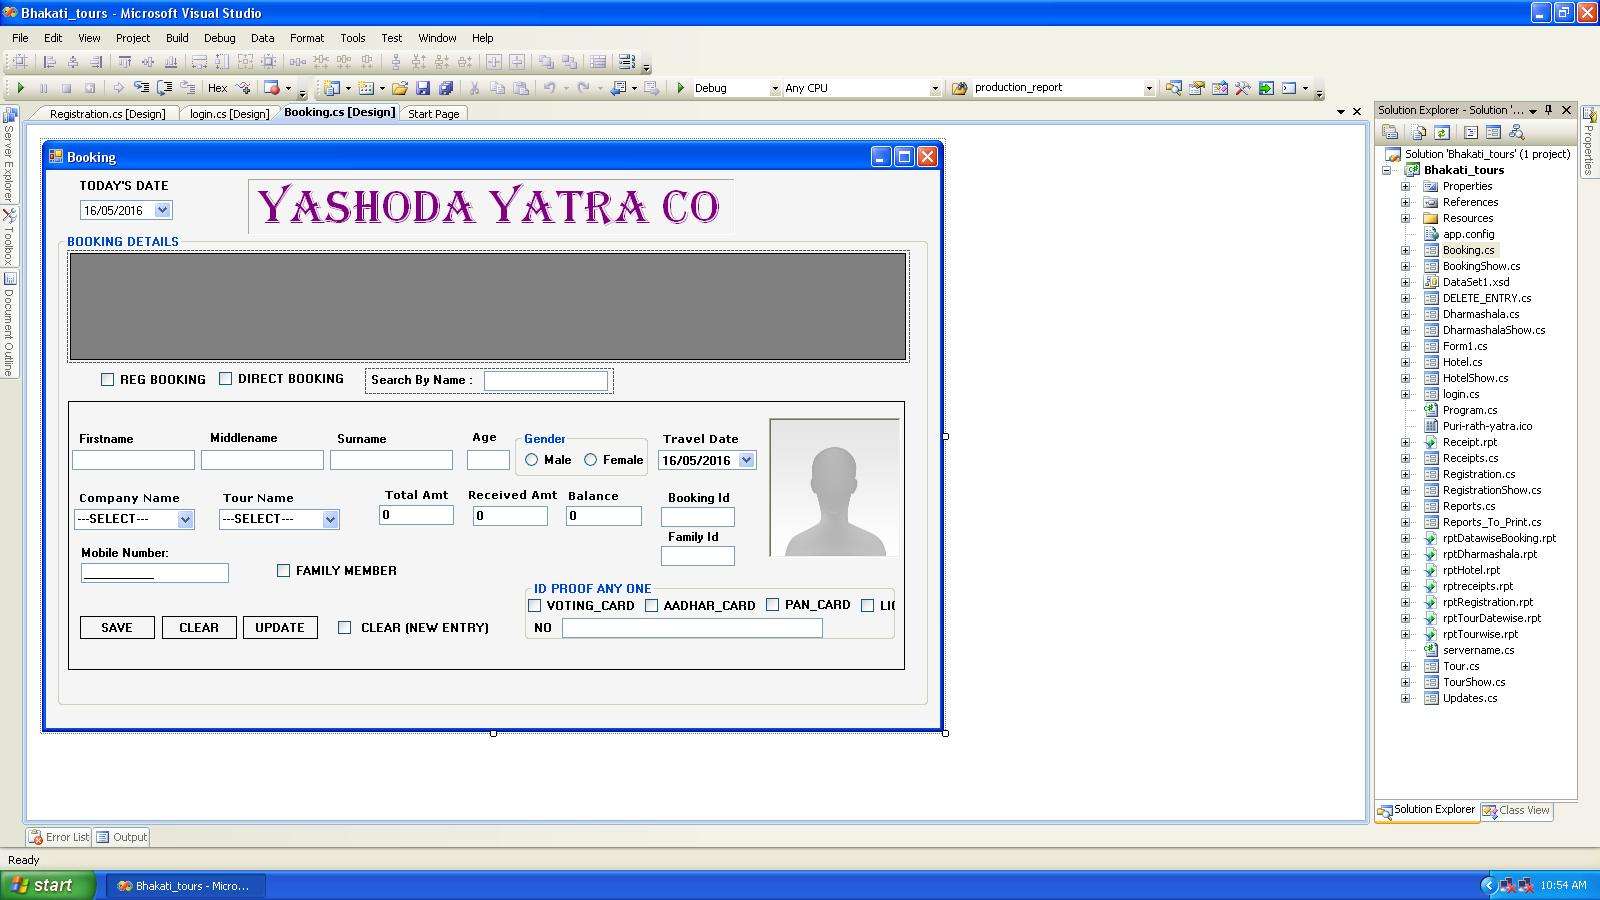 Bhakati_tours - Microsoft Visual Studio
File Edit View Project Build Debug Data Format Tools Test Window Help
Hex Debug Any CPU production_report
Registration.cs [Design] login.cs [Design] Booking.cs [Design] Start Page
Server Explorer
Toolbox
Document Outline
Booking
TODAY'S DATE
16/05/2016
YASHODA YATRA CO
BOOKING DETAILS
REG BOOKING DIRECT BOOKING Search By Name :
Firstname Middlename Surname Age Gender Travel Date
Male Female 16/05/2016
Company Name Tour Name Total Amt Received Amt Balance Booking Id
---SELECT--- ---SELECT--- 0 0 0
Family Id
Mobile Number:
FAMILY MEMBER
ID PROOF ANY ONE
VOTING_CARD AADHAR_CARD PAN_CARD LI
SAVE CLEAR UPDATE CLEAR (NEW ENTRY) NO
Solution Explorer - Solution '...
Solution 'Bhakati_tours' (1 project)
Bhakati_tours
Properties
References
Resources
app.config
Booking.cs
BookingShow.cs
DataSet1.xsd
DELETE_ENTRY.cs
Dharmashala.cs
DharmashalaShow.cs
Form1.cs
Hotel.cs
HotelShow.cs
login.cs
Program.cs
Puri-rath-yatra.ico
Receipt.rpt
Receipts.cs
Registration.cs
RegistrationShow.cs
Reports.cs
Reports_To_Print.cs
rptDatawiseBooking.rpt
rptDharmashala.rpt
rptHotel.rpt
rptreceipts.rpt
rptRegistration.rpt
rptTourDatewise.rpt
rptTourwise.rpt
servername.cs
Tour.cs
TourShow.cs
Updates.cs
Solution Explorer Class View
Properties
Error List Output
Ready
start Bhakati_tours - Micro... 10:54 AM